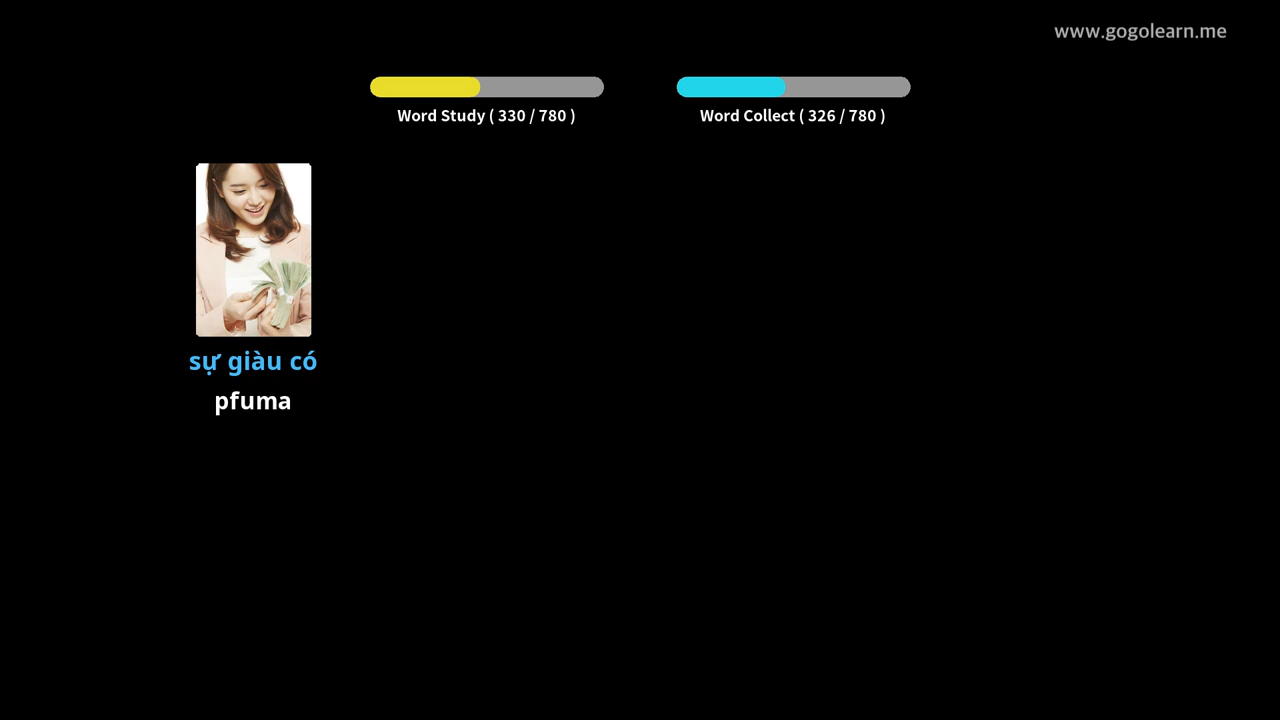 www.gogolearn.me
Word Study ( 330 / 780 )
Word Collect ( 326 / 780 )
sự giàu có
pfuma